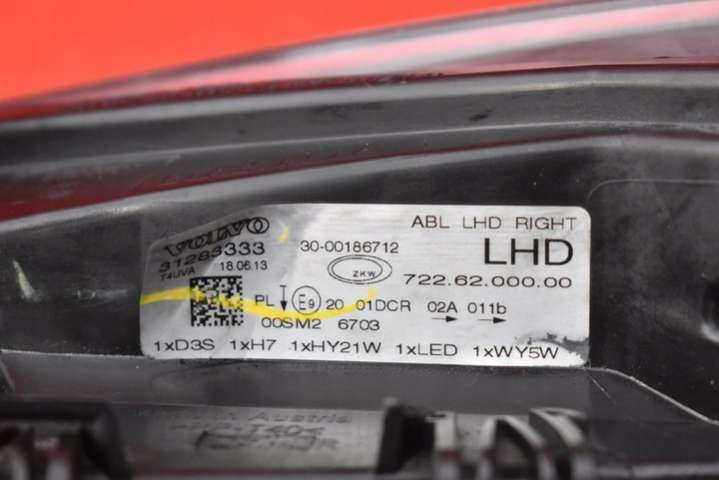 VOLVO
31283333
T4UVA 18.06.13
30-00186712
ZKW
ABL LHD RIGHT
LHD
722.62.000.00
PL E9 20 01DCR 02A 011b
00SM2 6703
1xD3S 1xH7 1xHY21W 1xLED 1xWY5W
Austria